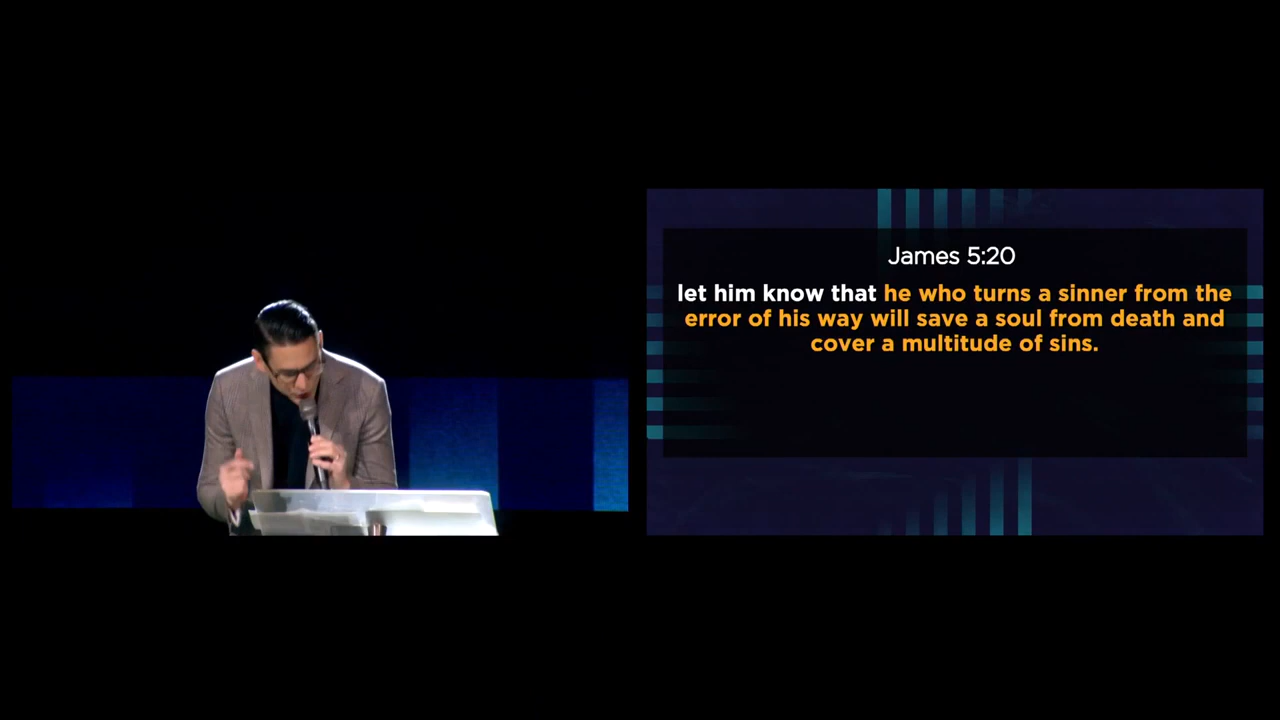 James 5:20
let him know that he who turns a sinner from the
error of his way will save a soul from death and
cover a multitude of sins.